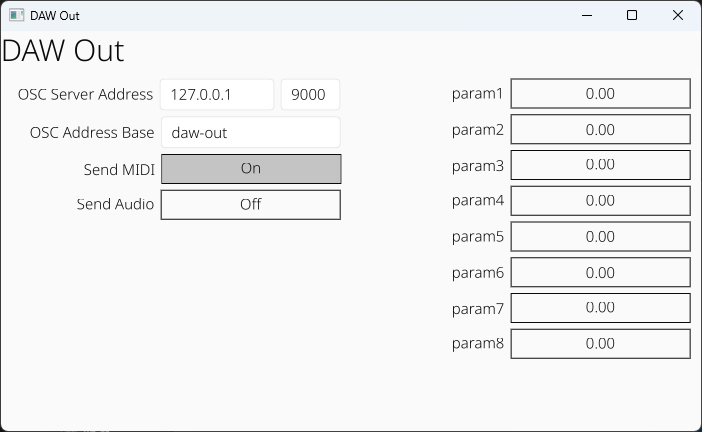 DAW Out
DAW Out
OSC Server Address 127.0.0.1 9000
OSC Address Base daw-out
Send MIDI On
Send Audio Off
param1 0.00
param2 0.00
param3 0.00
param4 0.00
param5 0.00
param6 0.00
param7 0.00
param8 0.00